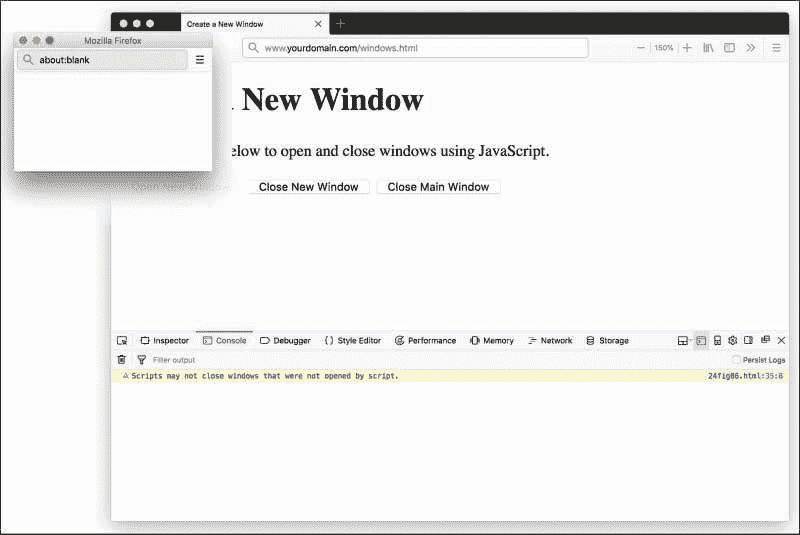 Create a New Window
Mozilla Firefox
about:blank
www.yourdomain.com/windows.html
150%
New Window
elow to open and close windows using JavaScript.
Close New Window
Close Main Window
Inspector
Console
Debugger
Style Editor
Performance
Memory
Network
Storage
Filter output
Persist Logs
Scripts may not close windows that were not opened by script.
24fig06.html:35:8